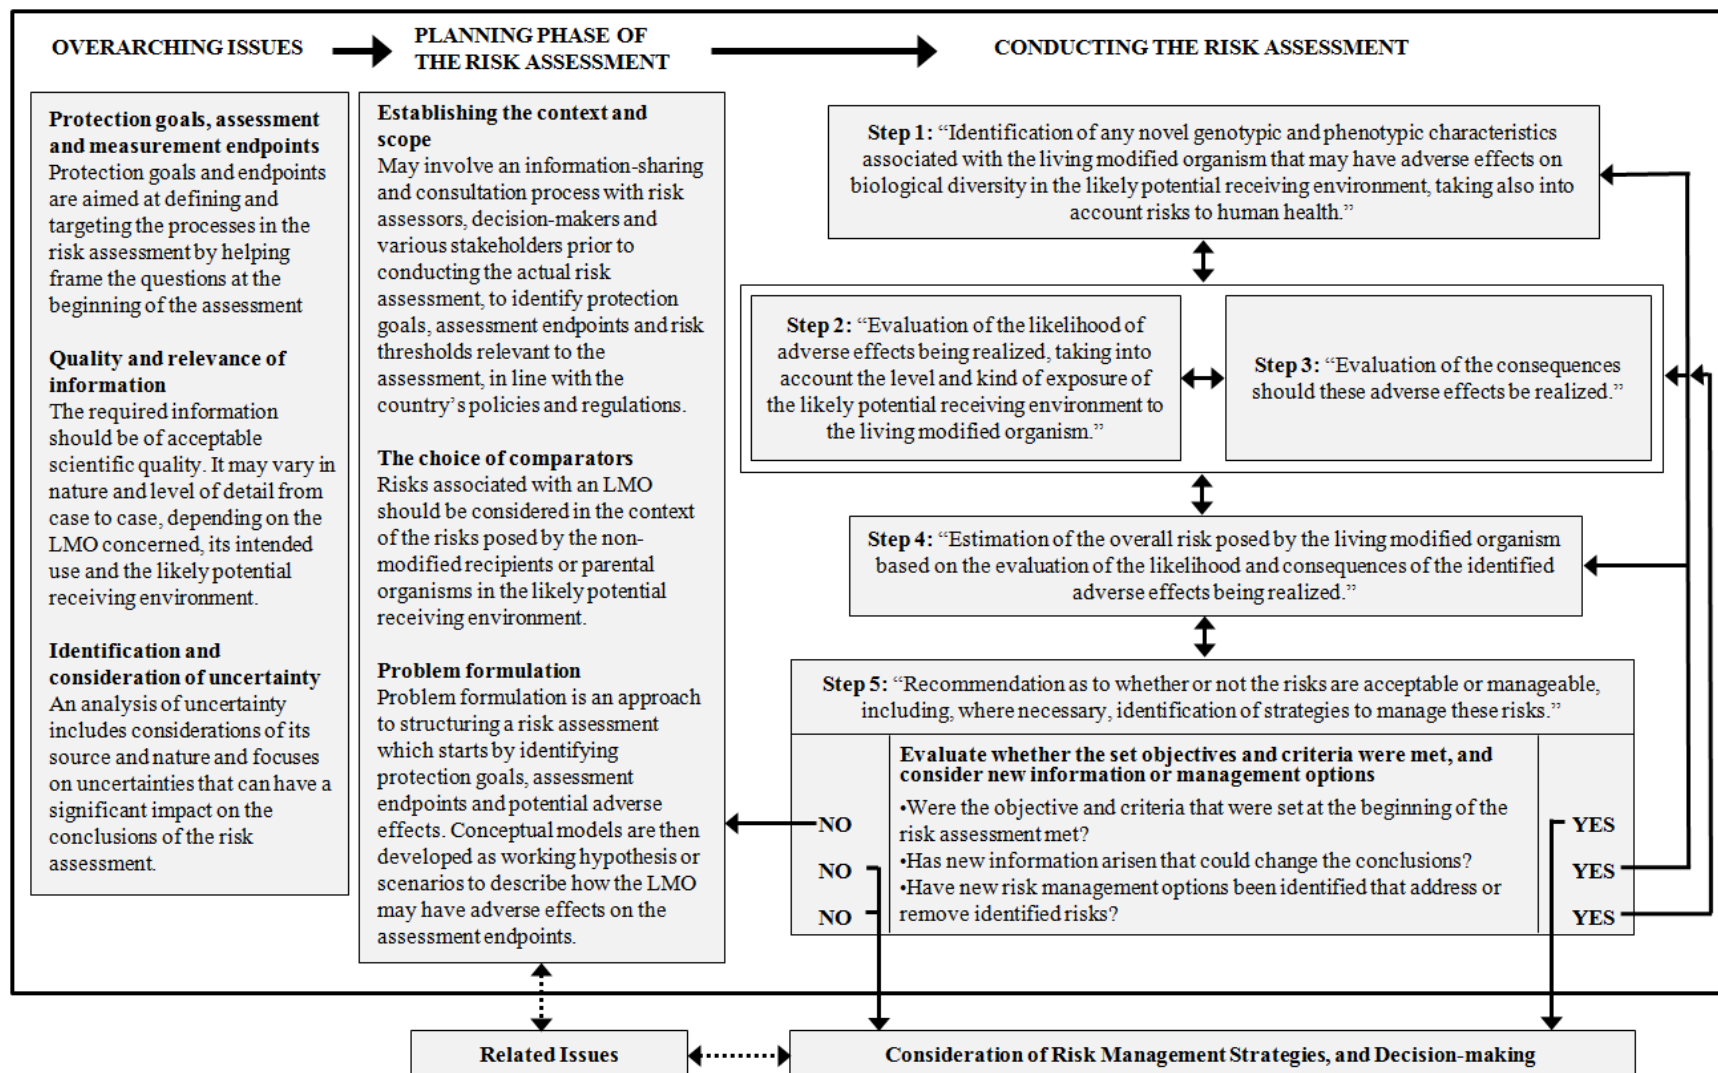 OVERARCHING ISSUES
PLANNING PHASE OF
THE RISK ASSESSMENT
CONDUCTING THE RISK ASSESSMENT
Protection goals, assessment
and measurement endpoints
Protection goals and endpoints
are aimed at defining and
targeting the processes in the
risk assessment by helping
frame the questions at the
beginning of the assessment
Quality and relevance of
information
The required information
should be of acceptable
scientific quality. It may vary in
nature and level of detail from
case to case, depending on the
LMO concerned, its intended
use and the likely potential
receiving environment.
Identification and
consideration of uncertainty
An analysis of uncertainty
includes considerations of its
source and nature and focuses
on uncertainties that can have a
significant impact on the
conclusions of the risk
assessment.
Establishing the context and
scope
May involve an information-sharing
and consultation process with risk
assessors, decision-makers and
various stakeholders prior to
conducting the actual risk
assessment, to identify protection
goals, assessment endpoints and risk
thresholds relevant to the
assessment, in line with the
country’s policies and regulations.
The choice of comparators
Risks associated with an LMO
should be considered in the context
of the risks posed by the non-
modified recipients or parental
organisms in the likely potential
receiving environment.
Problem formulation
Problem formulation is an approach
to structuring a risk assessment
which starts by identifying
protection goals, assessment
endpoints and potential adverse
effects. Conceptual models are then
developed as working hypothesis or
scenarios to describe how the LMO
may have adverse effects on the
assessment endpoints.
Step 1: “Identification of any novel genotypic and phenotypic characteristics
associated with the living modified organism that may have adverse effects on
biological diversity in the likely potential receiving environment, taking also into
account risks to human health.”
Step 2: “Evaluation of the likelihood of
adverse effects being realized, taking into
account the level and kind of exposure of
the likely potential receiving environment to
the living modified organism.”
Step 3: “Evaluation of the consequences
should these adverse effects be realized.”
Step 4: “Estimation of the overall risk posed by the living modified organism
based on the evaluation of the likelihood and consequences of the identified
adverse effects being realized.”
Step 5: “Recommendation as to whether or not the risks are acceptable or manageable,
including, where necessary, identification of strategies to manage these risks.”
Evaluate whether the set objectives and criteria were met, and
consider new information or management options
•Were the objective and criteria that were set at the beginning of the
risk assessment met?
•Has new information arisen that could change the conclusions?
•Have new risk management options been identified that address or
remove identified risks?
NO
NO
NO
YES
YES
YES
Related Issues
Consideration of Risk Management Strategies, and Decision-making